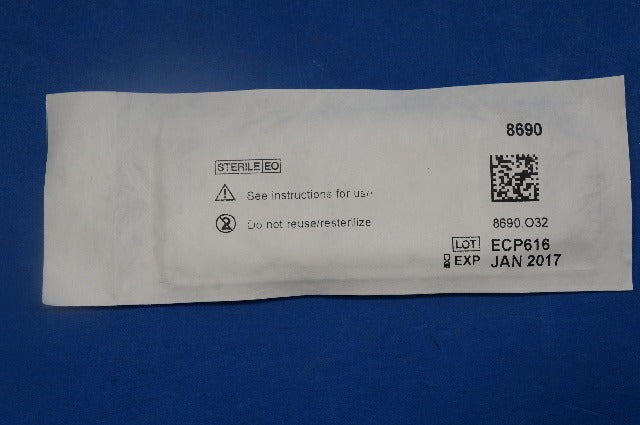 8690
STERILE EO
See instructions for use
Do not reuse/resterilize
8690.O32
LOT ECP616
EXP JAN 2017